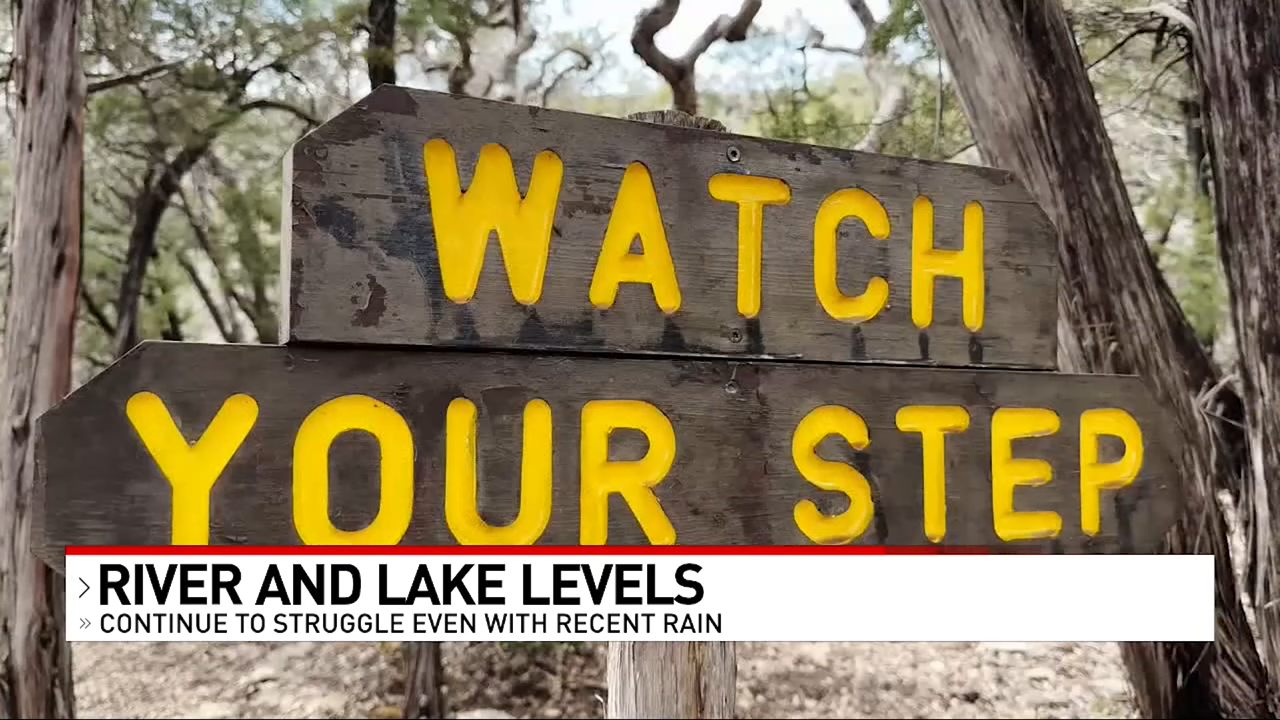 WATCH
YOUR STEP
RIVER AND LAKE LEVELS
CONTINUE TO STRUGGLE EVEN WITH RECENT RAIN